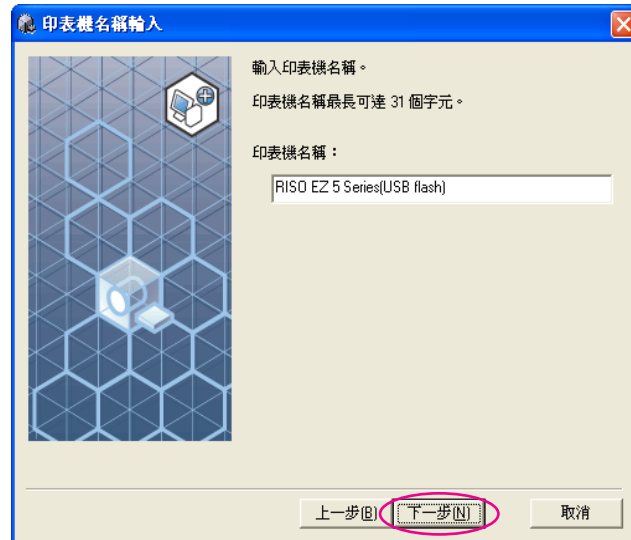 印表機名稱輸入
輸入印表機名稱。
印表機名稱最長可達 31 個字元。
印表機名稱：
RISO EZ 5 Series(USB flash)
上一步(B) 下一步(N) 取消